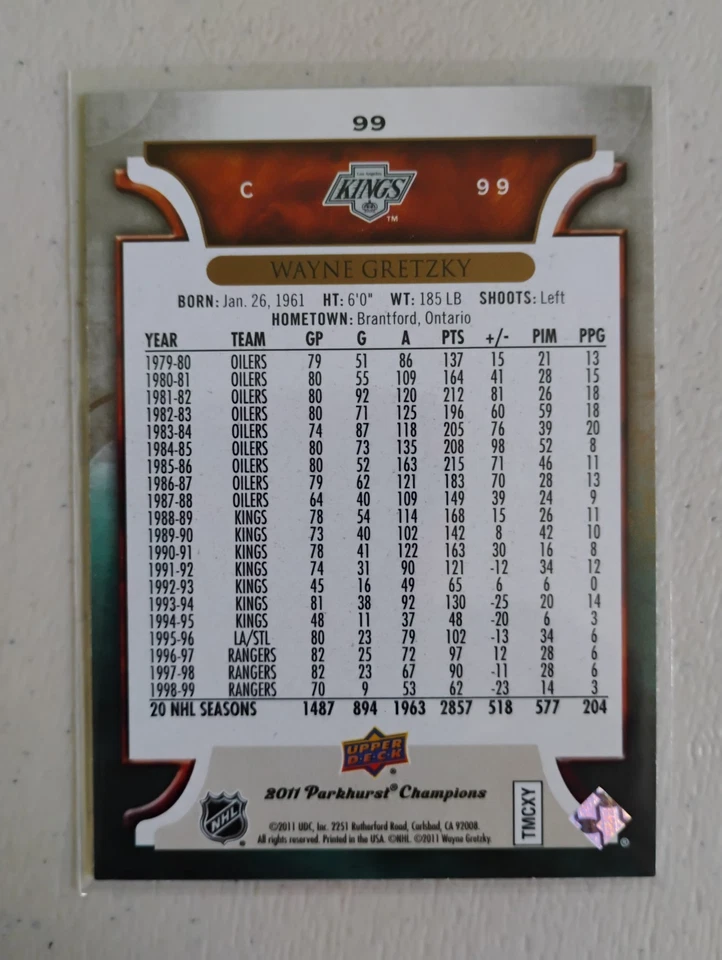 99
C Los Angeles KINGS TM 99
WAYNE GRETZKY
BORN: Jan. 26, 1961 HT: 6'0" WT: 185 LB SHOOTS: Left
HOMETOWN: Brantford, Ontario
YEAR TEAM GP G A PTS +/- PIM PPG
1979-80 OILERS 79 51 86 137 15 21 13
1980-81 OILERS 80 55 109 164 41 28 15
1981-82 OILERS 80 92 120 212 81 26 18
1982-83 OILERS 80 71 125 196 60 59 18
1983-84 OILERS 74 87 118 205 76 39 20
1984-85 OILERS 80 73 135 208 98 52 8
1985-86 OILERS 80 52 163 215 71 46 11
1986-87 OILERS 79 62 121 183 70 28 13
1987-88 OILERS 64 40 109 149 39 24 9
1988-89 KINGS 78 54 114 168 15 26 11
1989-90 KINGS 73 40 102 142 8 42 10
1990-91 KINGS 78 41 122 163 30 16 8
1991-92 KINGS 74 31 90 121 -12 34 12
1992-93 KINGS 45 16 49 65 6 6 0
1993-94 KINGS 81 38 92 130 -25 20 14
1994-95 KINGS 48 11 37 48 -20 6 3
1995-96 LA/STL 80 23 79 102 -13 34 6
1996-97 RANGERS 82 25 72 97 12 28 6
1997-98 RANGERS 82 23 67 90 -11 28 6
1998-99 RANGERS 70 9 53 62 -23 14 3
20 NHL SEASONS 1487 894 1963 2857 518 577 204
UPPER
DECK®
2011 Parkhurst® Champions
NHL®
TMCXY
©2011 UDC, Inc. 2251 Rutherford Road, Carlsbad, CA 92008.
All rights reserved. Printed in the USA. ©NHL. ©2011 Wayne Gretzky.
®